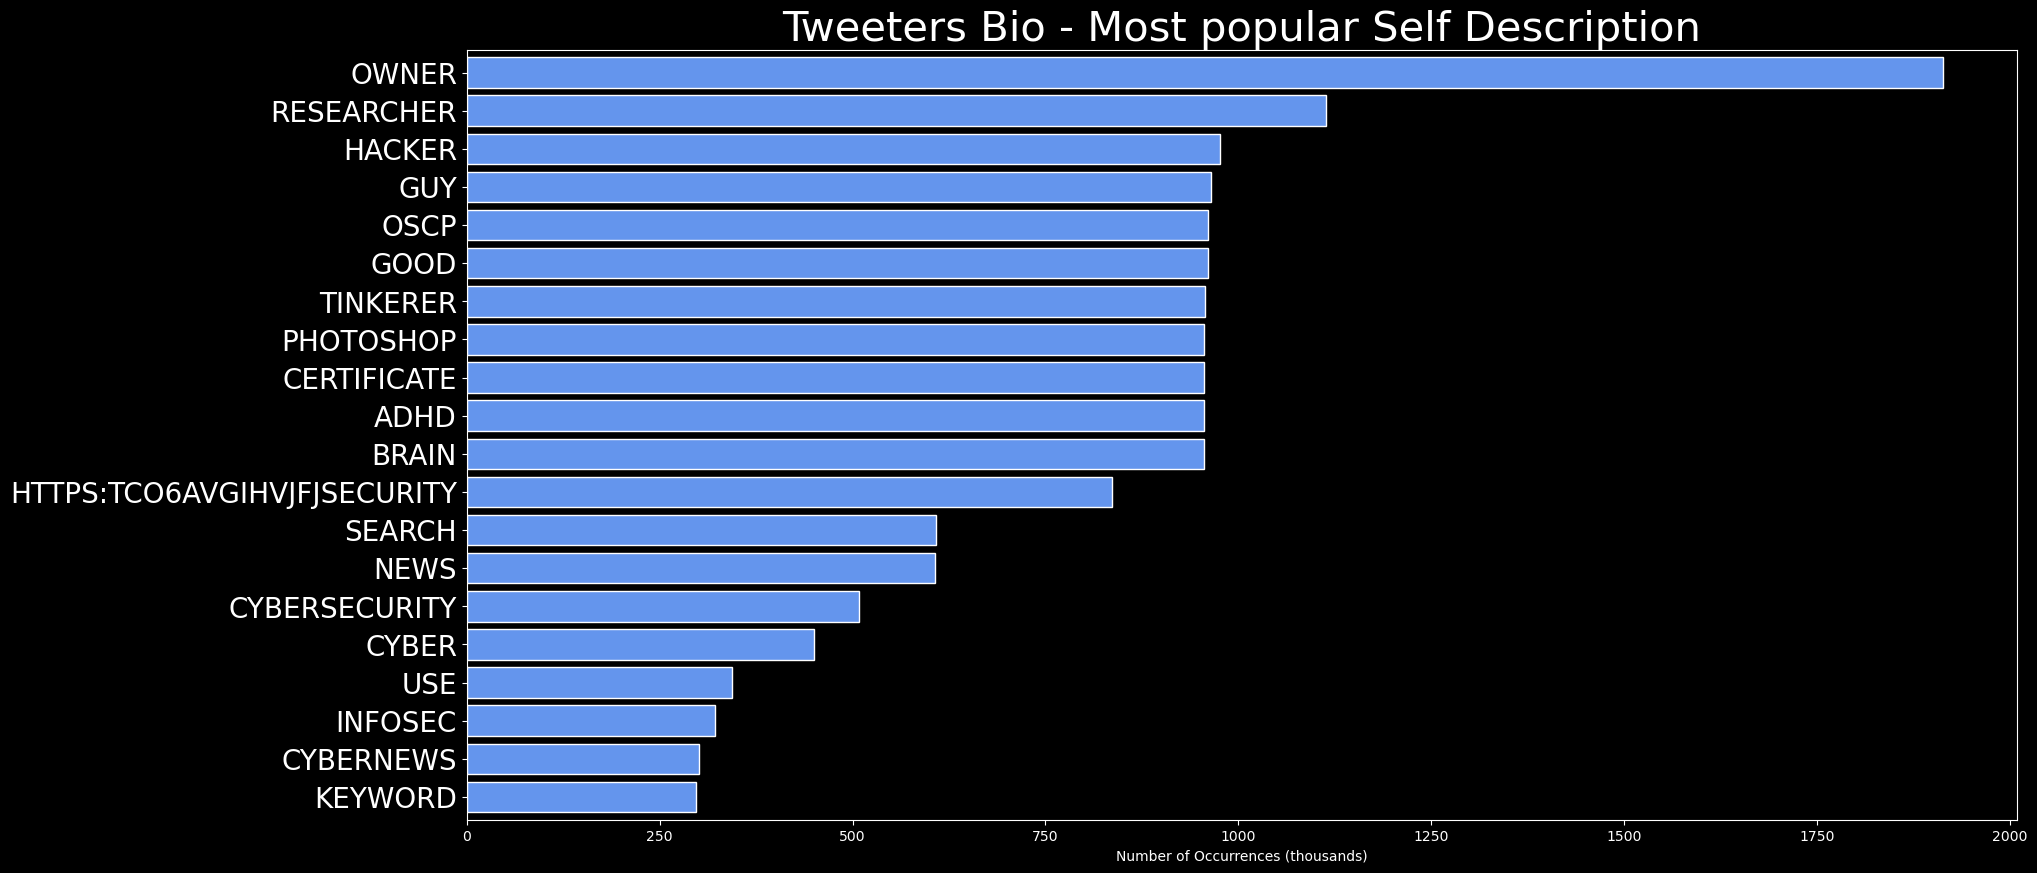 Tweeters Bio - Most popular Self Description
OWNER
RESEARCHER
HACKER
GUY
OSCP
GOOD
TINKERER
PHOTOSHOP
CERTIFICATE
ADHD
BRAIN
HTTPS:TCO6AVGIHVJFJSECURITY
SEARCH
NEWS
CYBERSECURITY
CYBER
USE
INFOSEC
CYBERNEWS
KEYWORD
0 250 500 750 1000 1250 1500 1750 2000
Number of Occurrences (thousands)